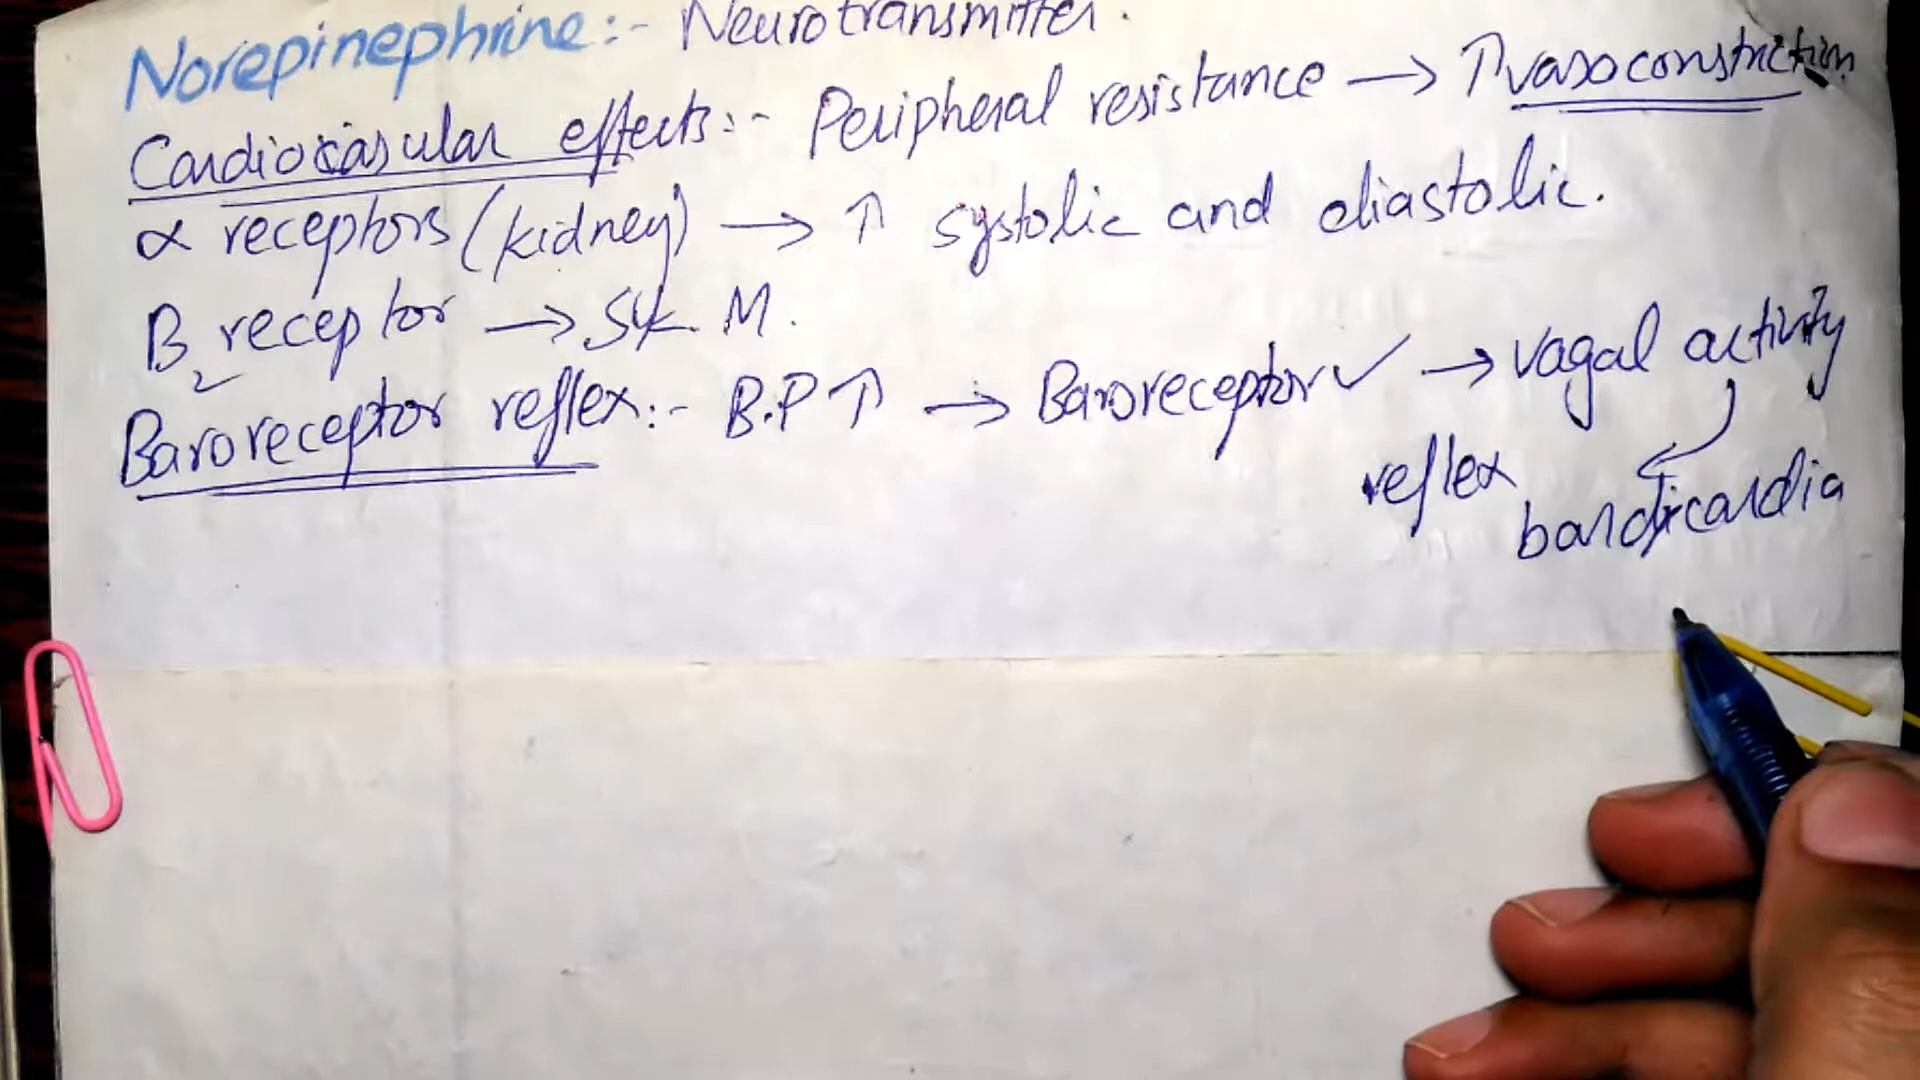 Norepinephrine:- Neurotransmitter.
Cardiovascular effects:- Peripheral resistance → ↑vasoconstriction
α receptors (kidney) → ↑ systolic and diastolic.
B2 receptor → SK M.
Baroreceptor reflex:- B.P ↑ → Baroreceptor✓ → vagal activity
reflex bardycardia